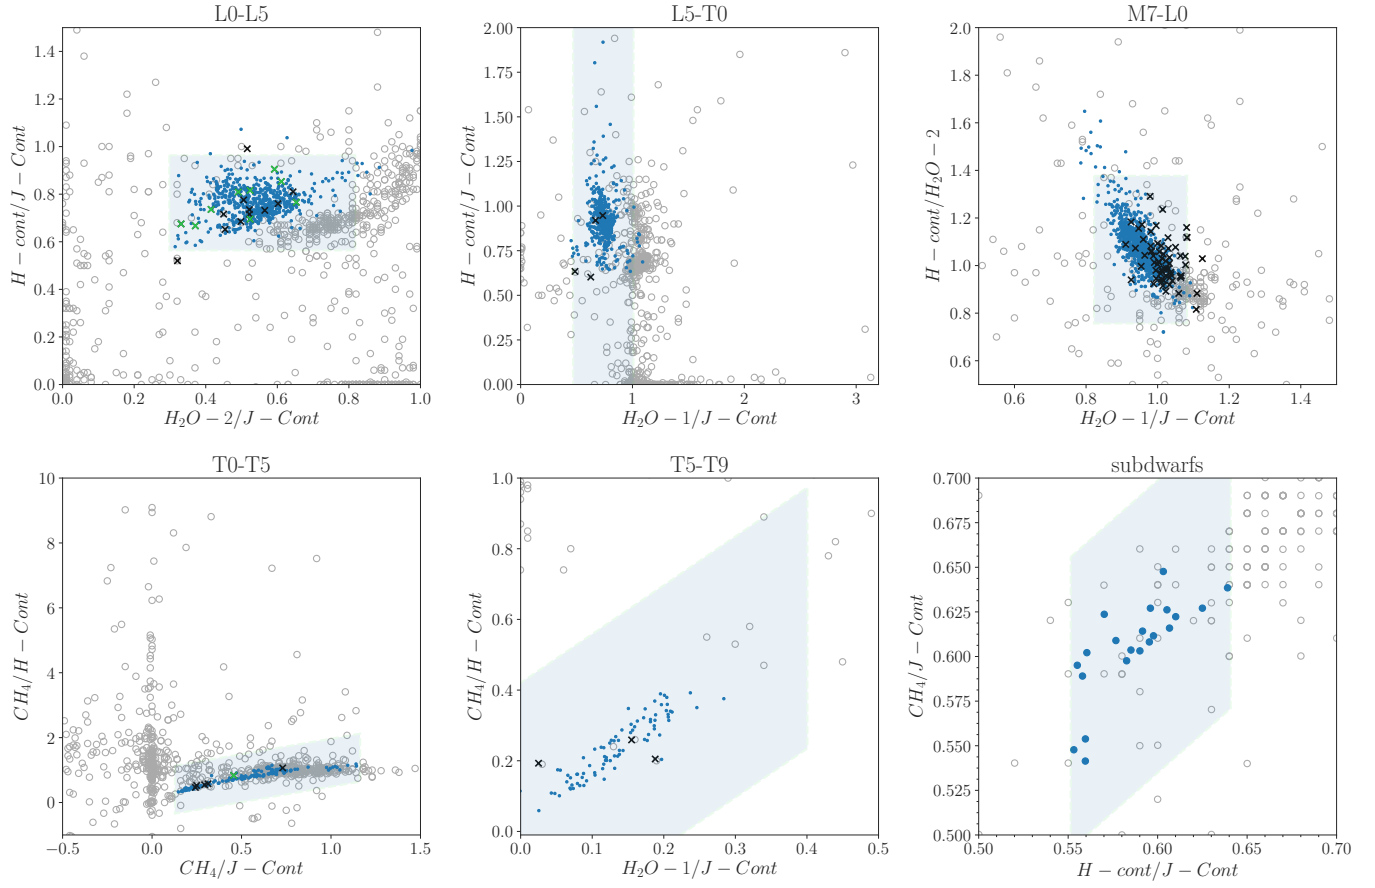 L0-L5
L5-T0
M7-L0
H − cont/J − Cont
1.4
1.2
1.0
0.8
0.6
0.4
0.2
0.0
0.0 0.2 0.4 0.6 0.8 1.0
H2O − 2/J − Cont
H − cont/J − Cont
2.00
1.75
1.50
1.25
1.00
0.75
0.50
0.25
0.00
0 1 2 3
H2O − 1/J − Cont
H − cont/H2O − 2
2.0
1.8
1.6
1.4
1.2
1.0
0.8
0.6
0.6 0.8 1.0 1.2 1.4
H2O − 1/J − Cont
T0-T5
T5-T9
subdwarfs
CH4/H − Cont
10
8
6
4
2
0
−0.5 0.0 0.5 1.0 1.5
CH4/J − Cont
CH4/H − Cont
1.0
0.8
0.6
0.4
0.2
0.0
0.0 0.1 0.2 0.3 0.4 0.5
H2O − 1/J − Cont
CH4/J − Cont
0.700
0.675
0.650
0.625
0.600
0.575
0.550
0.525
0.500
0.50 0.55 0.60 0.65 0.70
H − cont/J − Cont